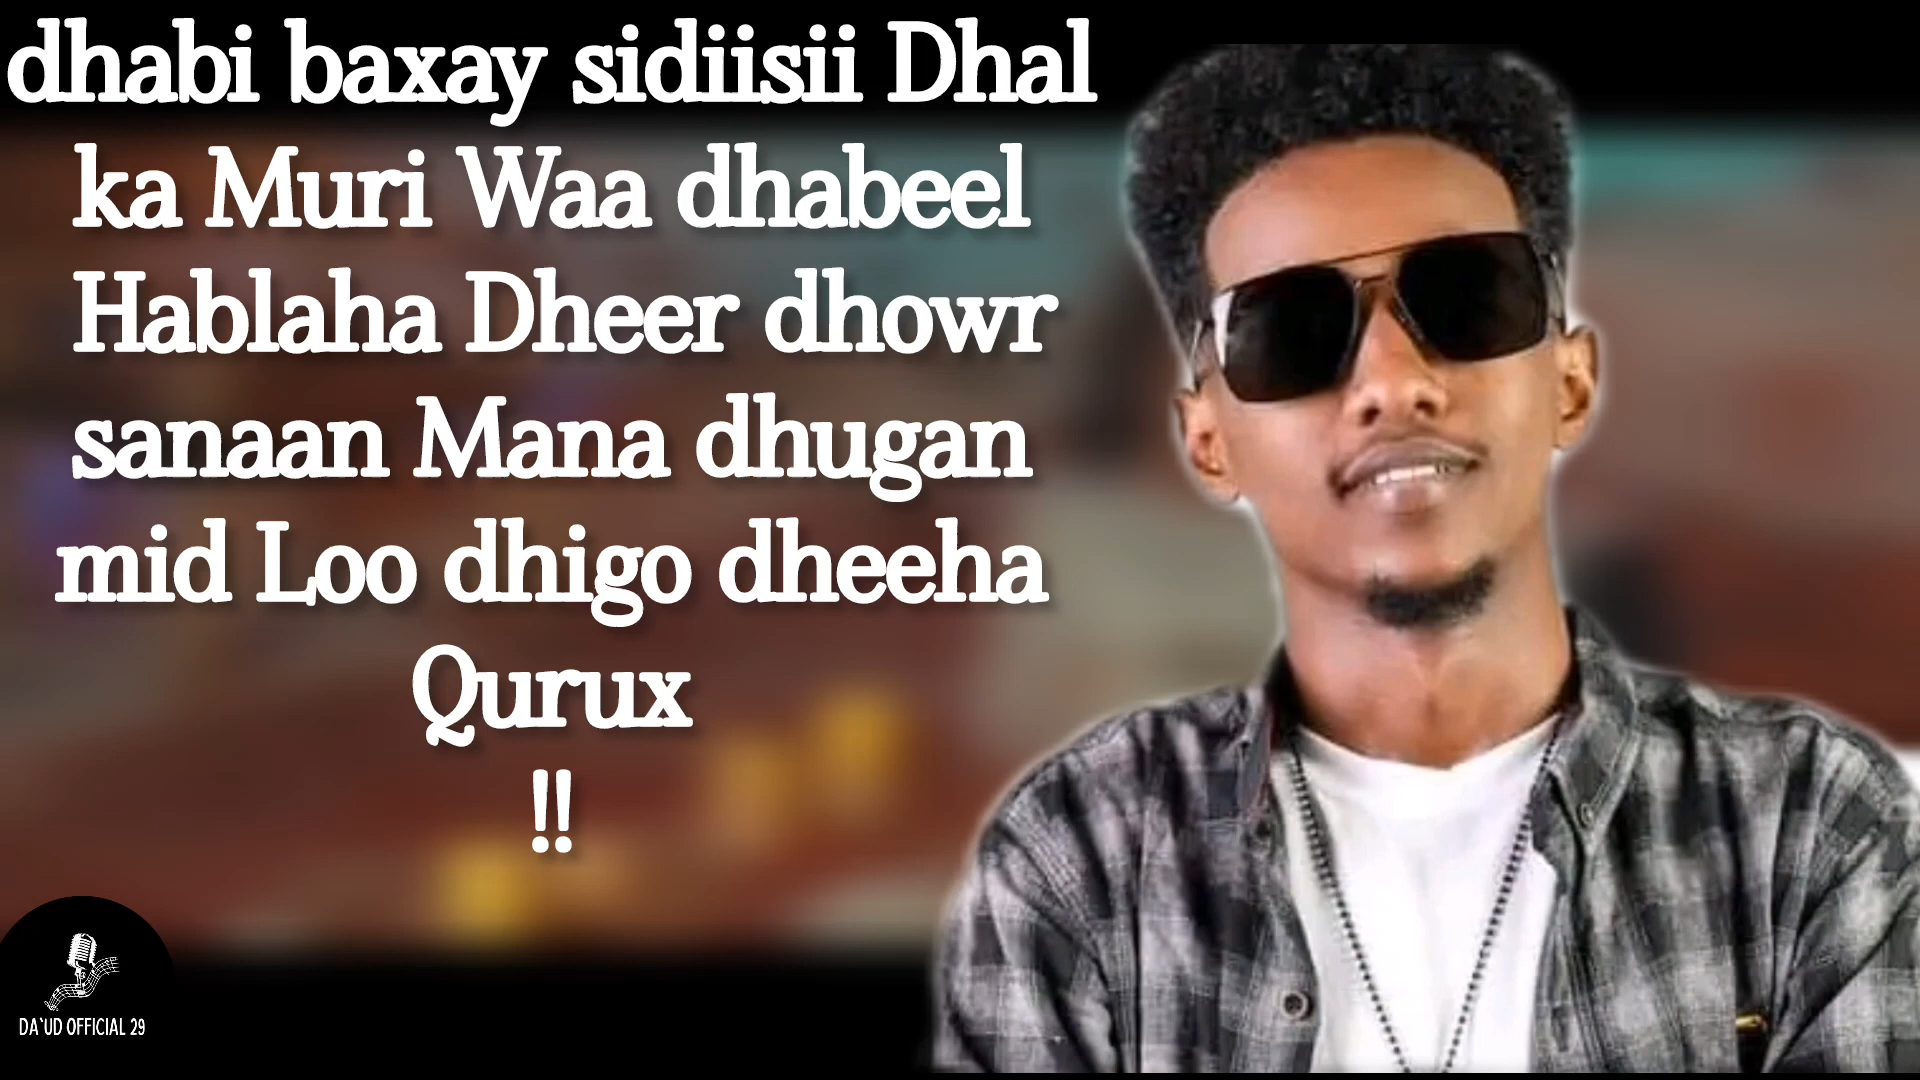 dhabi baxay sidiisii Dhal
ka Muri Waa dhabeel
Hablaha Dheer dhowr
sanaan Mana dhugan
mid Loo dhigo dheeha
Qurux
!!
DA`UD OFFICIAL 29